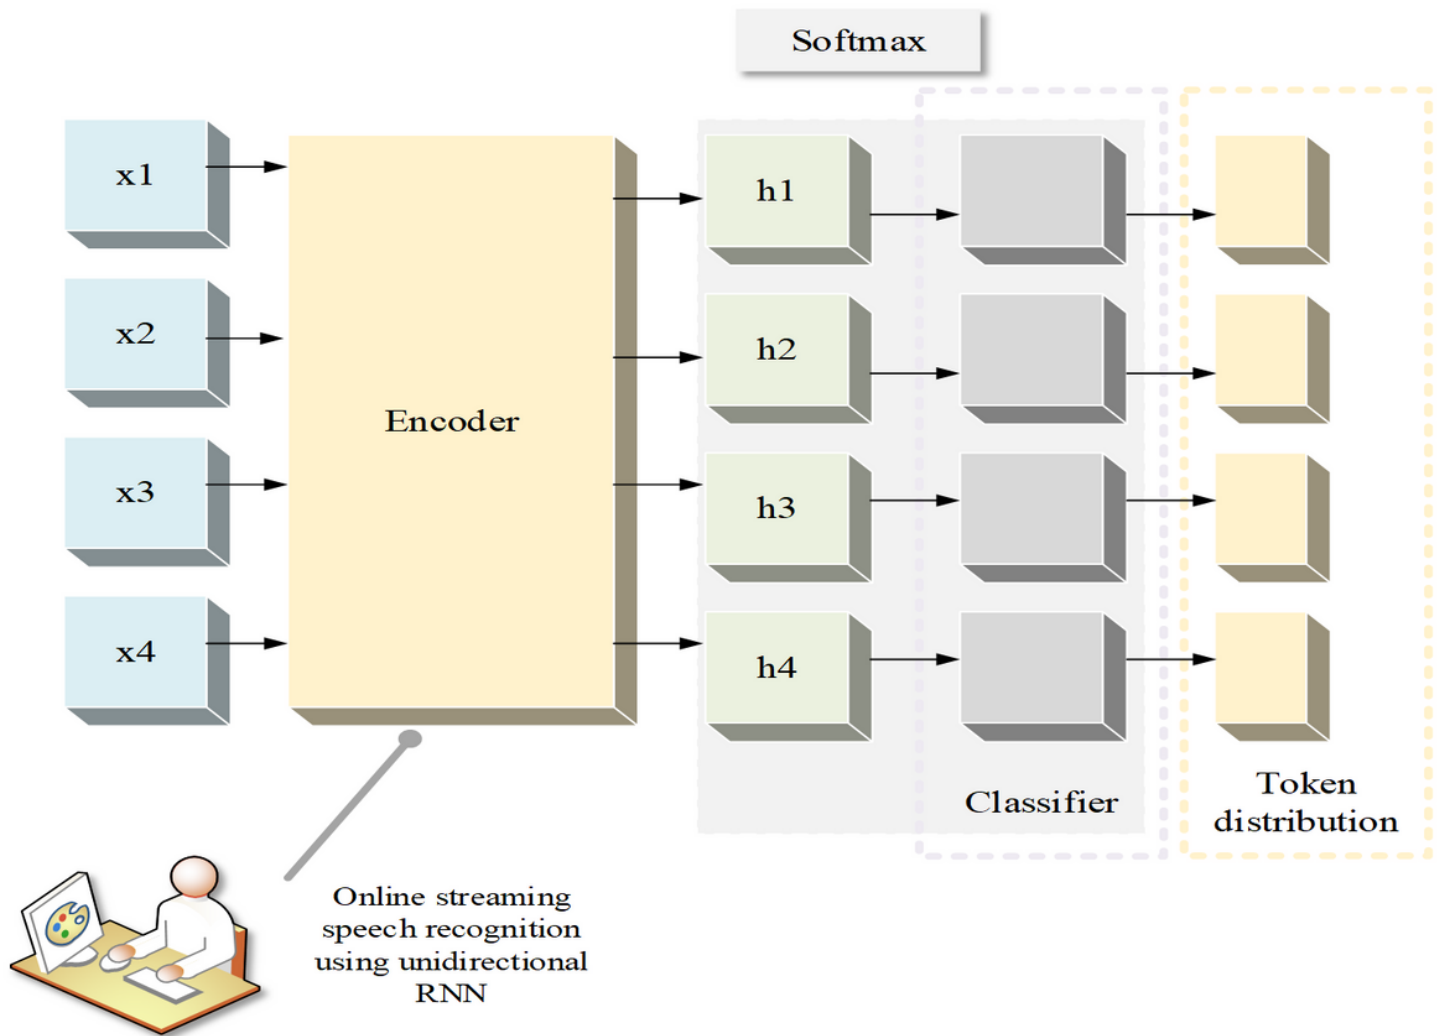 Softmax
x1
x2
x3
x4
Encoder
h1
h2
h3
h4
Classifier
Token
distribution
Online streaming
speech recognition
using unidirectional
RNN